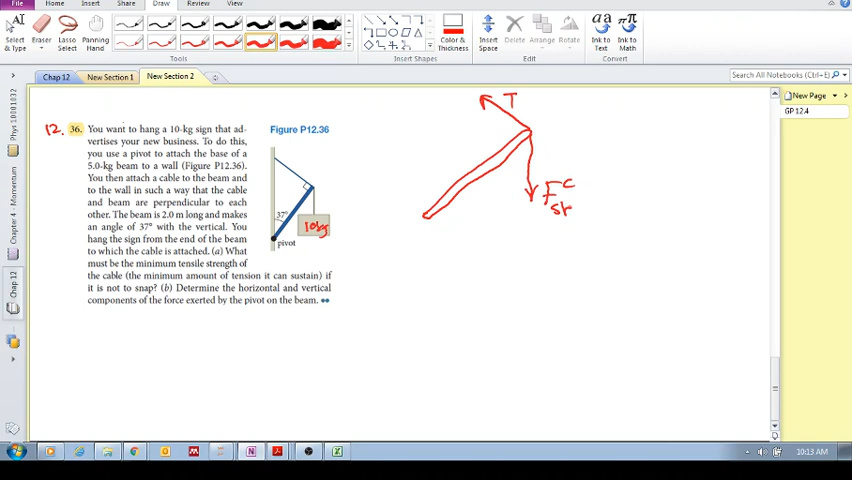 File Home Insert Draw History Review View
Select & Type
Eraser
Lasso Select
Panning Hand
Tools
Insert Shapes
Color & Thickness
Insert Space
Delete
Arrange
Rotate
Edit
Ink to Text
Ink to Math
Convert
Chap 12
New Section 1
New Section 2
Search All Notebooks (Ctrl+E)
New Page
GP 12.4
Phys 10001032
Chapter 4 - Momentum
Chap 12
12. 36. You want to hang a 10-kg sign that ad-
vertises your new business. To do this,
you use a pivot to attach the base of a
5.0-kg beam to a wall (Figure P12.36).
You then attach a cable to the beam and
to the wall in such a way that the cable
and beam are perpendicular to each
other. The beam is 2.0 m long and makes
an angle of 37° with the vertical. You
hang the sign from the end of the beam
to which the cable is attached. (a) What
must be the minimum tensile strength of
the cable (the minimum amount of tension it can sustain) if
it is not to snap? (b) Determine the horizontal and vertical
components of the force exerted by the pivot on the beam. ••
Figure P12.36
37°
10kg
pivot
T
F c
sr
10:13 AM